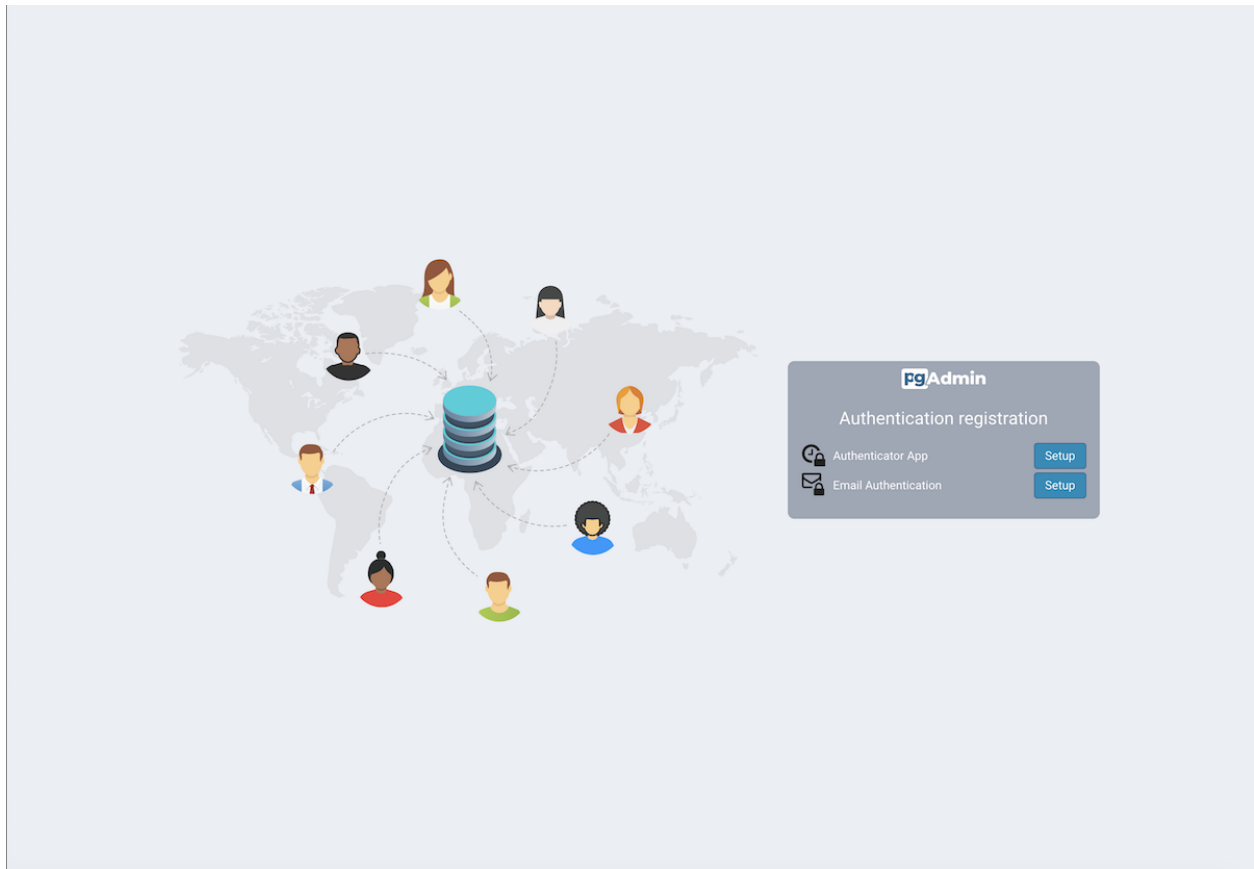 pgAdmin
Authentication registration
Authenticator App Setup
Email Authentication Setup